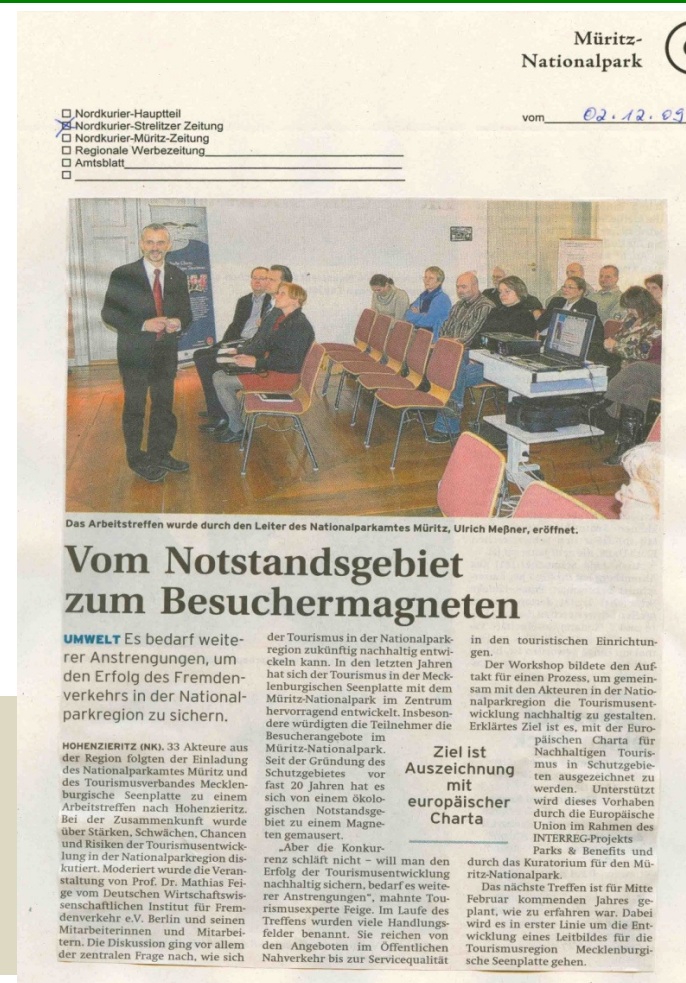 Müritz-
Nationalpark
Nordkurier-Hauptteil
Nordkurier-Strelitzer Zeitung
Nordkurier-Müritz-Zeitung
Regionale Werbezeitung
Amtsblatt
vom 02.12.09
Das Arbeitstreffen wurde durch den Leiter des Nationalparkamtes Müritz, Ulrich Meßner, eröffnet.
Vom Notstandsgebiet
zum Besuchermagneten
UMWELT Es bedarf weite-
rer Anstrengungen, um
den Erfolg des Fremden-
verkehrs in der National-
parkregion zu sichern.
HOHENZIERITZ (NK). 33 Akteure aus
der Region folgten der Einladung
des Nationalparkamtes Müritz und
des Tourismusverbandes Mecklen-
burgische Seenplatte zu einem
Arbeitstreffen nach Hohenzieritz.
Bei der Zusammenkunft wurde
über Stärken, Schwächen, Chancen
und Risiken der Tourismusentwick-
lung in der Nationalparkregion dis-
kutiert. Moderiert wurde die Veran-
staltung von Prof. Dr. Mathias Fei-
ge vom Deutschen Wirtschaftswis-
senschaftlichen Institut für Frem-
denverkehr e.V. Berlin und seinen
Mitarbeiterinnen und Mitarbei-
tern. Die Diskussion ging vor allem
der zentralen Frage nach, wie sich
der Tourismus in der Nationalpark-
region zukünftig nachhaltig entwi-
ckeln kann. In den letzten Jahren
hat sich der Tourismus in der Meck-
lenburgischen Seenplatte mit dem
Müritz-Nationalpark im Zentrum
hervorragend entwickelt. Insbeson-
dere würdigten die Teilnehmer die
Besucherangebote im
Müritz-Nationalpark.
Seit der Gründung des
Schutzgebietes vor
fast 20 Jahren hat es
sich von einem ökolo-
gischen Notstandsge-
biet zu einem Magne-
ten gemausert.
„Aber die Konkur-
renz schläft nicht – will man den
Erfolg der Tourismusentwicklung
nachhaltig sichern, bedarf es weite-
rer Anstrengungen“, mahnte Tou-
rismusexperte Feige. Im Laufe des
Treffens wurden viele Handlungs-
felder benannt. Sie reichen von
den Angeboten im Öffentlichen
Nahverkehr bis zur Servicequalität
Ziel ist
Auszeichnung
mit
europäischer
Charta
in den touristischen Einrichtun-
gen.
Der Workshop bildete den Auf-
takt für einen Prozess, um gemein-
sam mit den Akteuren in der Natio-
nalparkregion die Tourismusent-
wicklung nachhaltig zu gestalten.
Erklärtes Ziel ist es, mit der Euro-
päischen Charta für
Nachhaltigen Touris-
mus in Schutzgebie-
ten ausgezeichnet zu
werden. Unterstützt
wird dieses Vorhaben
durch die Europäische
Union im Rahmen des
INTERREG-Projekts
Parks & Benefits und
durch das Kuratorium für den Mü-
ritz-Nationalpark.
Das nächste Treffen ist für Mitte
Februar kommenden Jahres ge-
plant, wie zu erfahren war. Dabei
wird es in erster Linie um die Ent-
wicklung eines Leitbildes für die
Tourismusregion Mecklenburgi-
sche Seenplatte gehen.